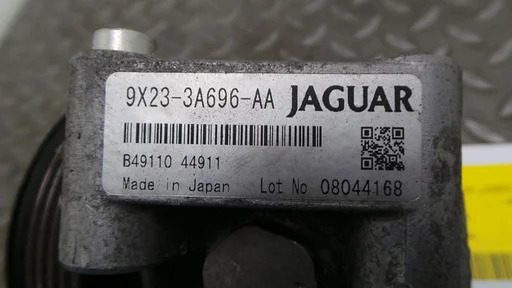 9X23-3A696-AA JAGUAR
B49110 44911
Made in Japan Lot No 08044168